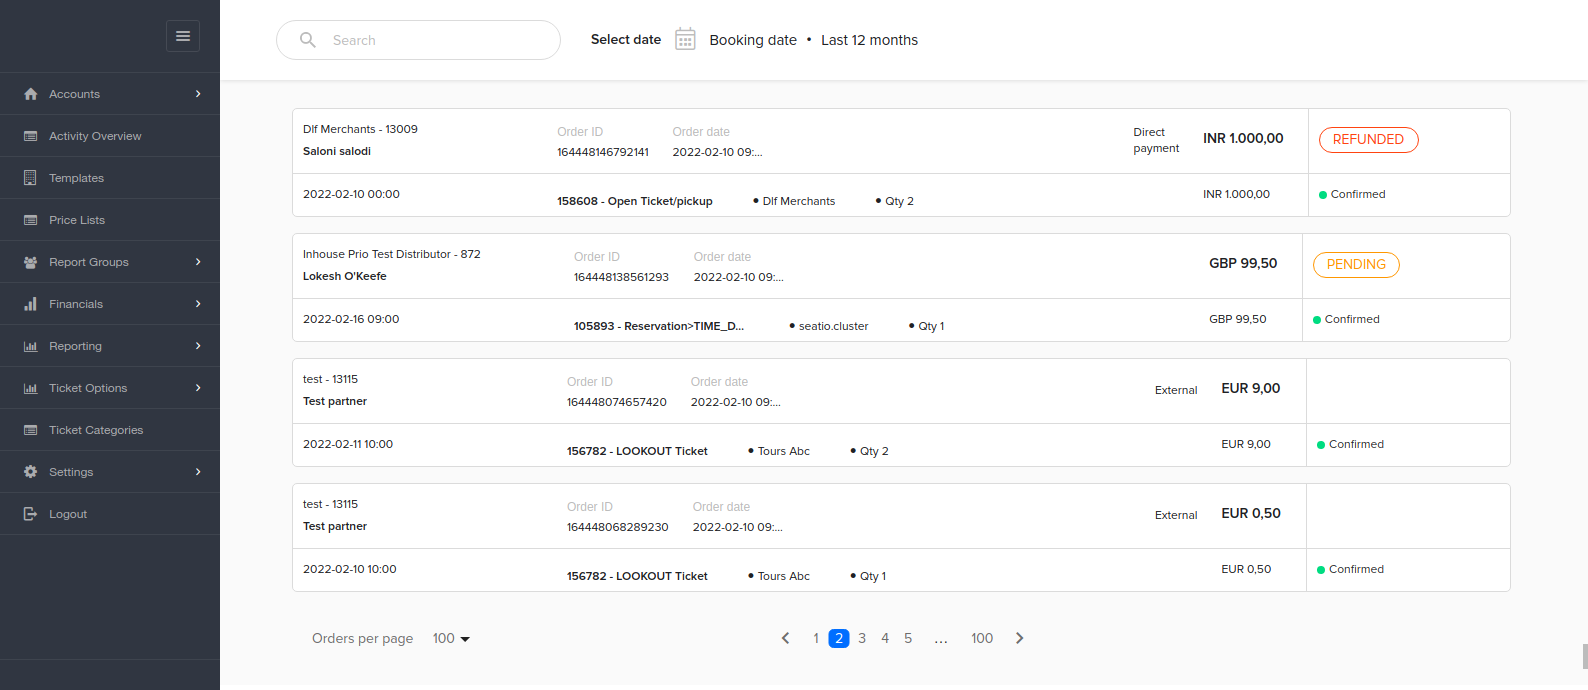 Search
Select date
Booking date • Last 12 months
Accounts
Activity Overview
Templates
Price Lists
Report Groups
Financials
Reporting
Ticket Options
Ticket Categories
Settings
Logout
Dlf Merchants - 13009
Saloni salodi
Order ID
164448146792141
Order date
2022-02-10 09:...
Direct
payment
INR 1.000,00
REFUNDED
2022-02-10 00:00
158608 - Open Ticket/pickup
• Dlf Merchants
• Qty 2
INR 1.000,00
Confirmed
Inhouse Prio Test Distributor - 872
Lokesh O'Keefe
Order ID
164448138561293
Order date
2022-02-10 09:...
GBP 99,50
PENDING
2022-02-16 09:00
105893 - Reservation>TIME_D...
• seatio.cluster
• Qty 1
GBP 99,50
Confirmed
test - 13115
Test partner
Order ID
164448074657420
Order date
2022-02-10 09:...
External
EUR 9,00
2022-02-11 10:00
156782 - LOOKOUT Ticket
• Tours Abc
• Qty 2
EUR 9,00
Confirmed
test - 13115
Test partner
Order ID
164448068289230
Order date
2022-02-10 09:...
External
EUR 0,50
2022-02-10 10:00
156782 - LOOKOUT Ticket
• Tours Abc
• Qty 1
EUR 0,50
Confirmed
Orders per page 100
1 2 3 4 5 ... 100